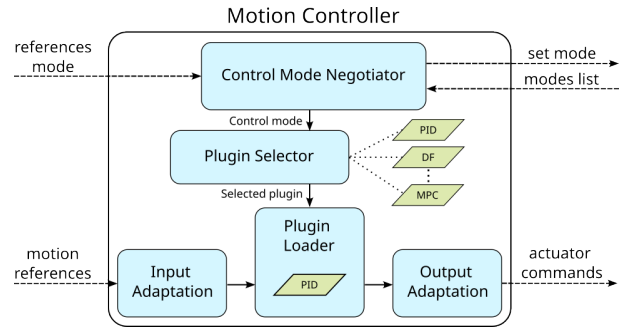 Motion Controller
references
mode
Control Mode Negotiator
set mode
modes list
Control mode
Plugin Selector
PID
DF
MPC
Selected plugin
Plugin
Loader
motion
references
Input
Adaptation
PID
Output
Adaptation
actuator
commands